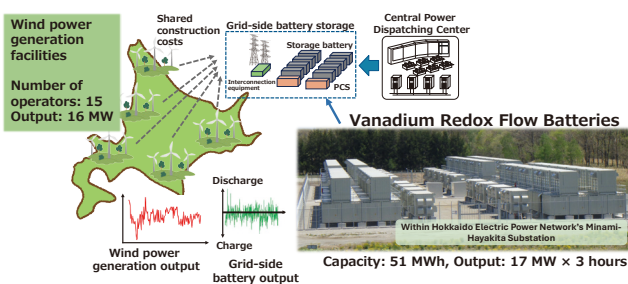 Wind power
generation
facilities
Number of
operators: 15
Output: 16 MW
Shared
construction
costs
Grid-side battery storage
Storage battery
Interconnection
equipment
PCS
Central Power
Dispatching Center
Vanadium Redox Flow Batteries
Within Hokkaido Electric Power Network's Minami-
Hayakita Substation
Capacity: 51 MWh, Output: 17 MW × 3 hours
Discharge
Charge
Wind power
generation output
Grid-side
battery output